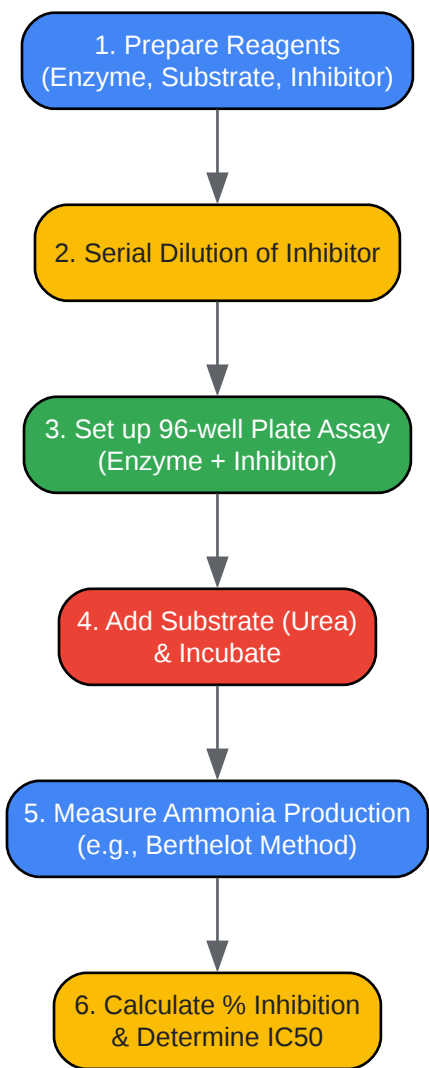 1. Prepare Reagents
(Enzyme, Substrate, Inhibitor)
2. Serial Dilution of Inhibitor
3. Set up 96-well Plate Assay
(Enzyme + Inhibitor)
4. Add Substrate (Urea)
& Incubate
5. Measure Ammonia Production
(e.g., Berthelot Method)
6. Calculate % Inhibition
& Determine IC50